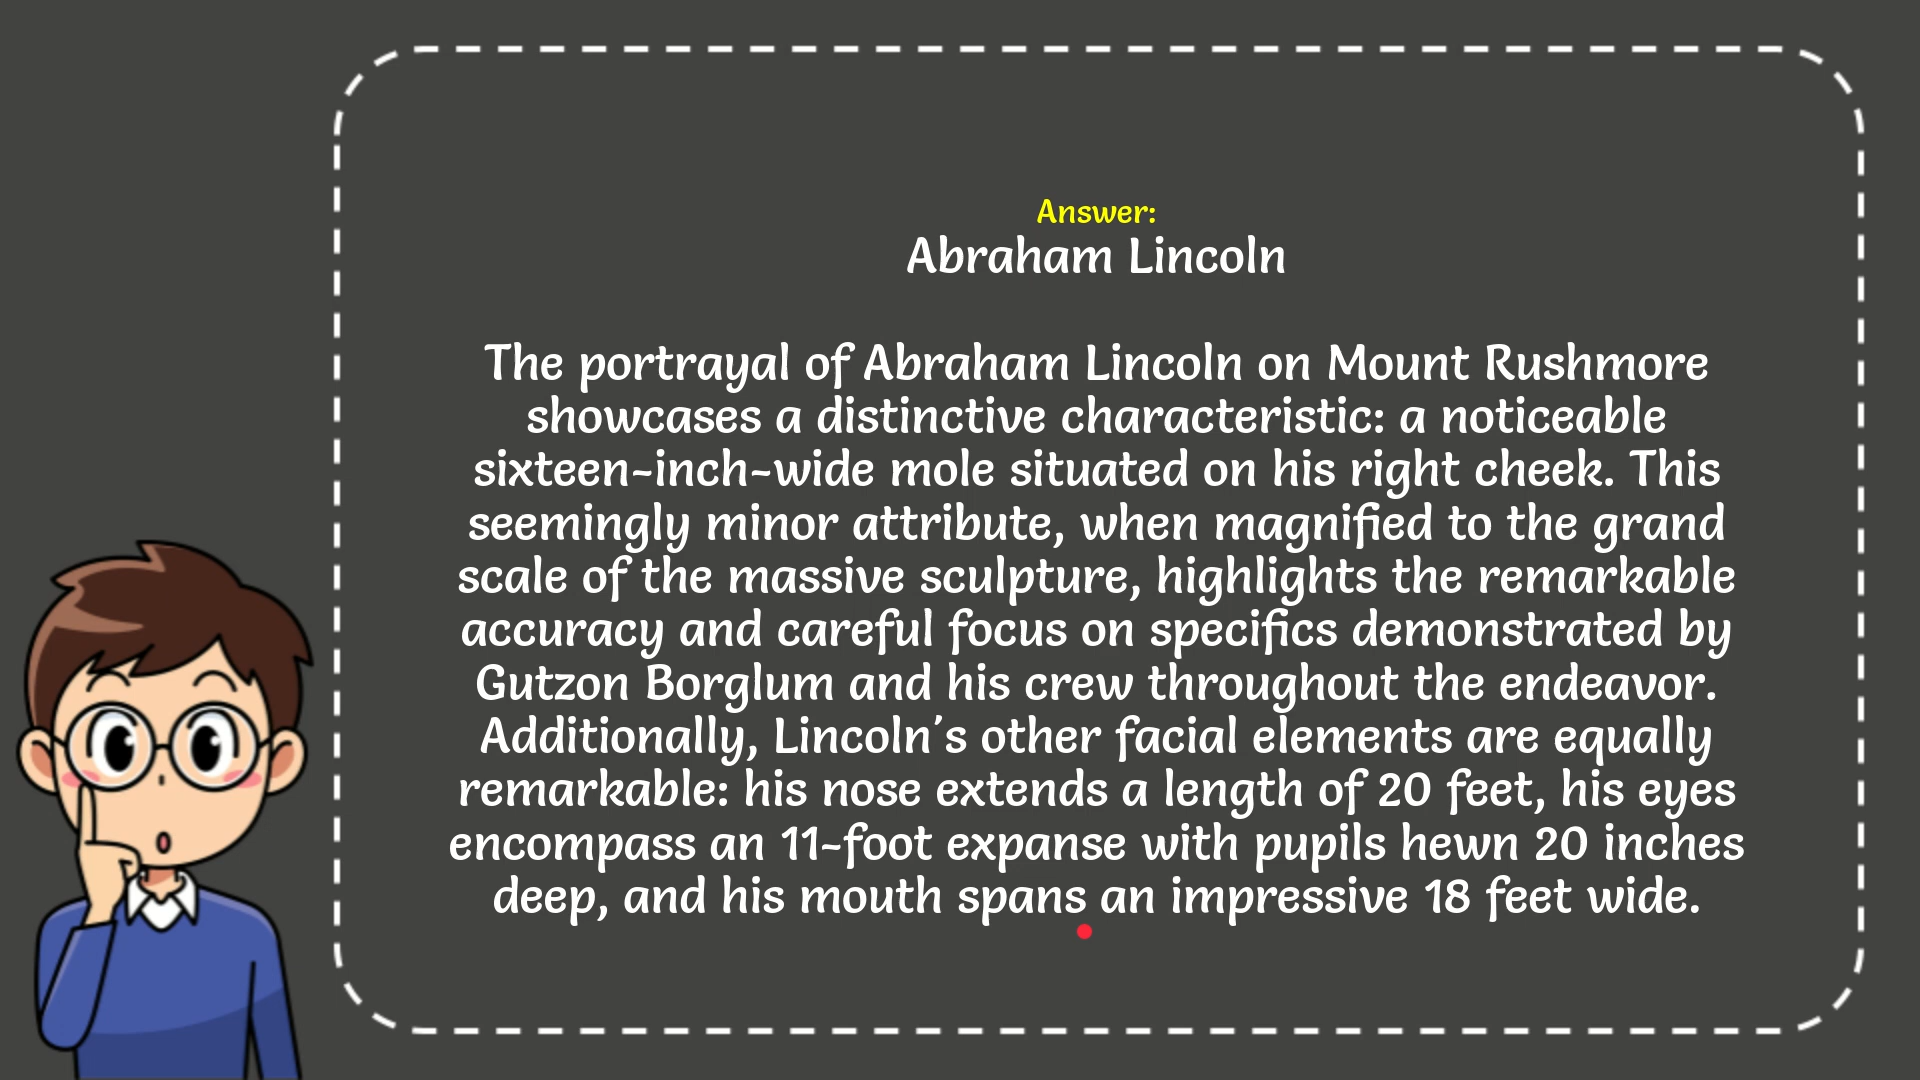 Answer:
Abraham Lincoln
The portrayal of Abraham Lincoln on Mount Rushmore
showcases a distinctive characteristic: a noticeable
sixteen-inch-wide mole situated on his right cheek. This
seemingly minor attribute, when magnified to the grand
scale of the massive sculpture, highlights the remarkable
accuracy and careful focus on specifics demonstrated by
Gutzon Borglum and his crew throughout the endeavor.
Additionally, Lincoln's other facial elements are equally
remarkable: his nose extends a length of 20 feet, his eyes
encompass an 11-foot expanse with pupils hewn 20 inches
deep, and his mouth spans an impressive 18 feet wide.